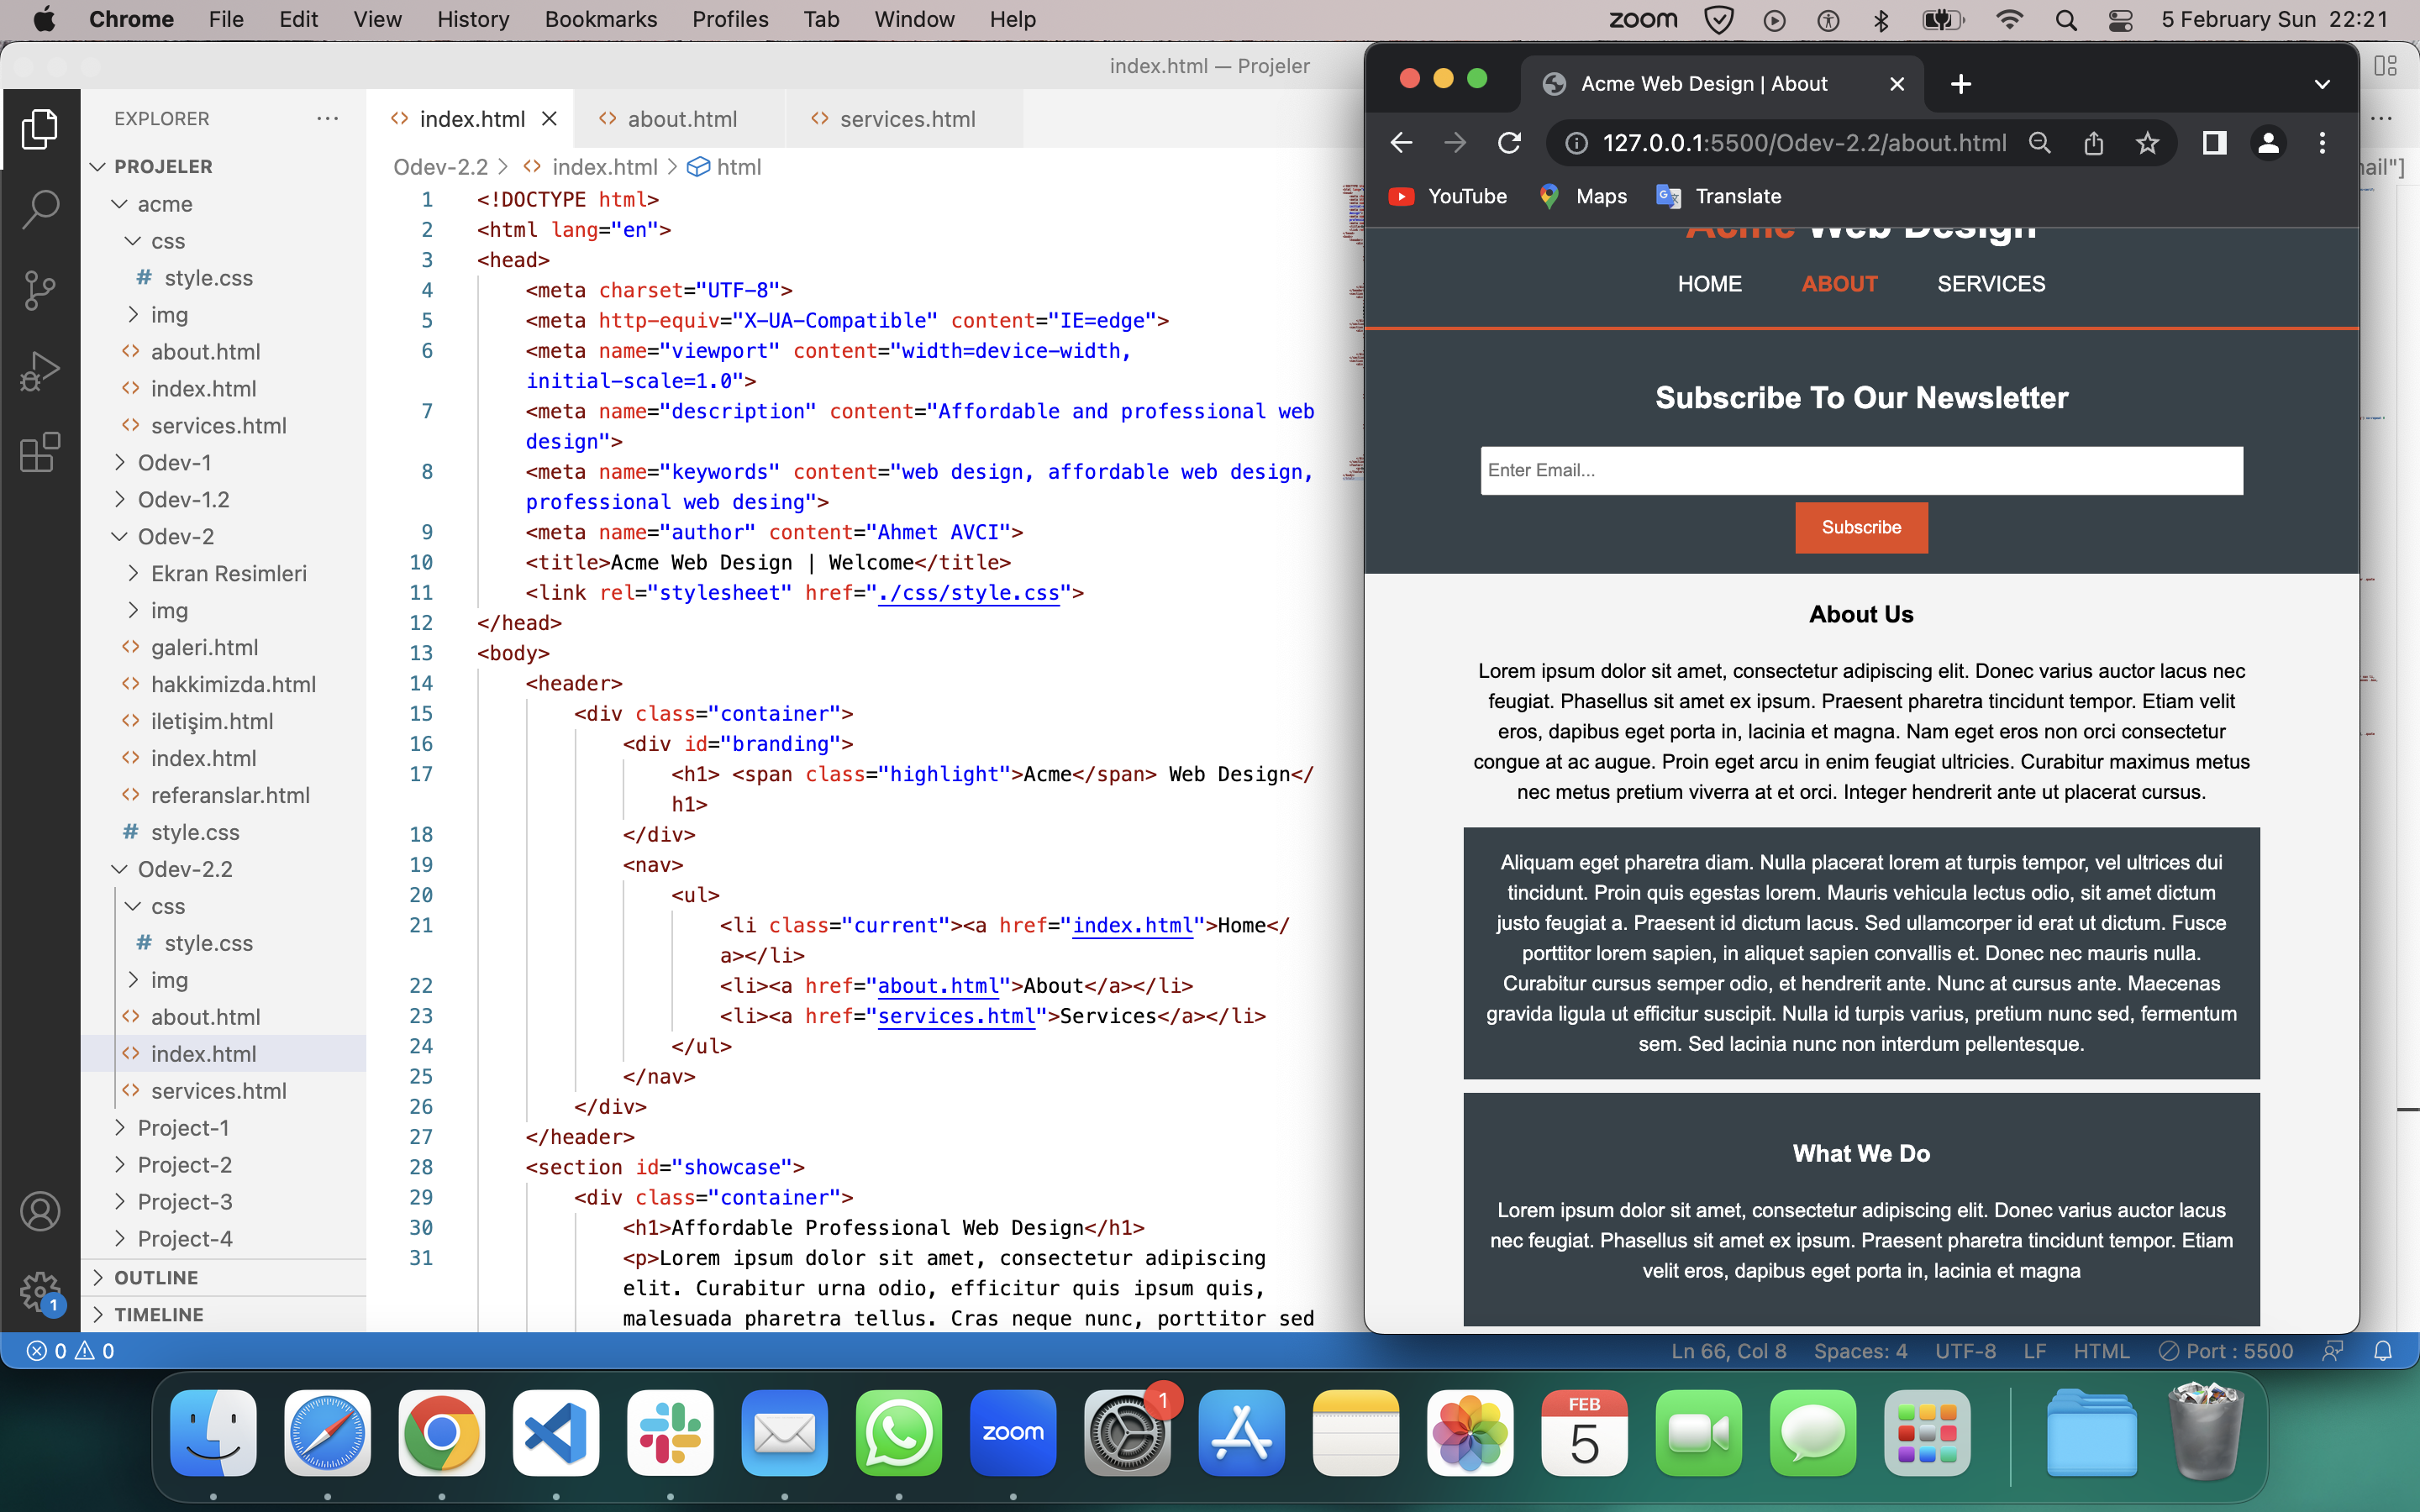 Chrome File Edit View History Bookmarks Profiles Tab Window Help zoom 5 February Sun 22:21
index.html — Projeler
EXPLORER
PROJELER
acme
css
style.css
img
about.html
index.html
services.html
Odev-1
Odev-1.2
Odev-2
Ekran Resimleri
img
galeri.html
hakkimizda.html
iletişim.html
index.html
referanslar.html
style.css
Odev-2.2
css
style.css
img
about.html
index.html
services.html
Project-1
Project-2
Project-3
Project-4
OUTLINE
TIMELINE
1
index.html about.html services.html
Odev-2.2 > index.html > html
1 <!DOCTYPE html>
2 <html lang="en">
3 <head>
4 <meta charset="UTF-8">
5 <meta http-equiv="X-UA-Compatible" content="IE=edge">
6 <meta name="viewport" content="width=device-width,
initial-scale=1.0">
7 <meta name="description" content="Affordable and professional web
design">
8 <meta name="keywords" content="web design, affordable web design,
professional web desing">
9 <meta name="author" content="Ahmet AVCI">
10 <title>Acme Web Design | Welcome</title>
11 <link rel="stylesheet" href="./css/style.css">
12 </head>
13 <body>
14 <header>
15 <div class="container">
16 <div id="branding">
17 <h1> <span class="highlight">Acme</span> Web Design</
h1>
18 </div>
19 <nav>
20 <ul>
21 <li class="current"><a href="index.html">Home</
a></li>
22 <li><a href="about.html">About</a></li>
23 <li><a href="services.html">Services</a></li>
24 </ul>
25 </nav>
26 </div>
27 </header>
28 <section id="showcase">
29 <div class="container">
30 <h1>Affordable Professional Web Design</h1>
31 <p>Lorem ipsum dolor sit amet, consectetur adipiscing
elit. Curabitur urna odio, efficitur quis ipsum quis,
malesuada pharetra tellus. Cras neque nunc, porttitor sed
Acme Web Design | About
127.0.0.1:5500/Odev-2.2/about.html
YouTube Maps Translate
ail"]
Acme Web Design
HOME ABOUT SERVICES
Subscribe To Our Newsletter
Enter Email...
Subscribe
About Us
Lorem ipsum dolor sit amet, consectetur adipiscing elit. Donec varius auctor lacus nec
feugiat. Phasellus sit amet ex ipsum. Praesent pharetra tincidunt tempor. Etiam velit
eros, dapibus eget porta in, lacinia et magna. Nam eget eros non orci consectetur
congue at ac augue. Proin eget arcu in enim feugiat ultricies. Curabitur maximus metus
nec metus pretium viverra at et orci. Integer hendrerit ante ut placerat cursus.
Aliquam eget pharetra diam. Nulla placerat lorem at turpis tempor, vel ultrices dui
tincidunt. Proin quis egestas lorem. Mauris vehicula lectus odio, sit amet dictum
justo feugiat a. Praesent id dictum lacus. Sed ullamcorper id erat ut dictum. Fusce
porttitor lorem sapien, in aliquet sapien convallis et. Donec nec mauris nulla.
Curabitur cursus semper odio, et hendrerit ante. Nunc at cursus ante. Maecenas
gravida ligula ut efficitur suscipit. Nulla id turpis varius, pretium nunc sed, fermentum
sem. Sed lacinia nunc non interdum pellentesque.
What We Do
Lorem ipsum dolor sit amet, consectetur adipiscing elit. Donec varius auctor lacus
nec feugiat. Phasellus sit amet ex ipsum. Praesent pharetra tincidunt tempor. Etiam
velit eros, dapibus eget porta in, lacinia et magna
0 0 Ln 66, Col 8 Spaces: 4 UTF-8 LF HTML Port : 5500
zoom
1
FEB
5